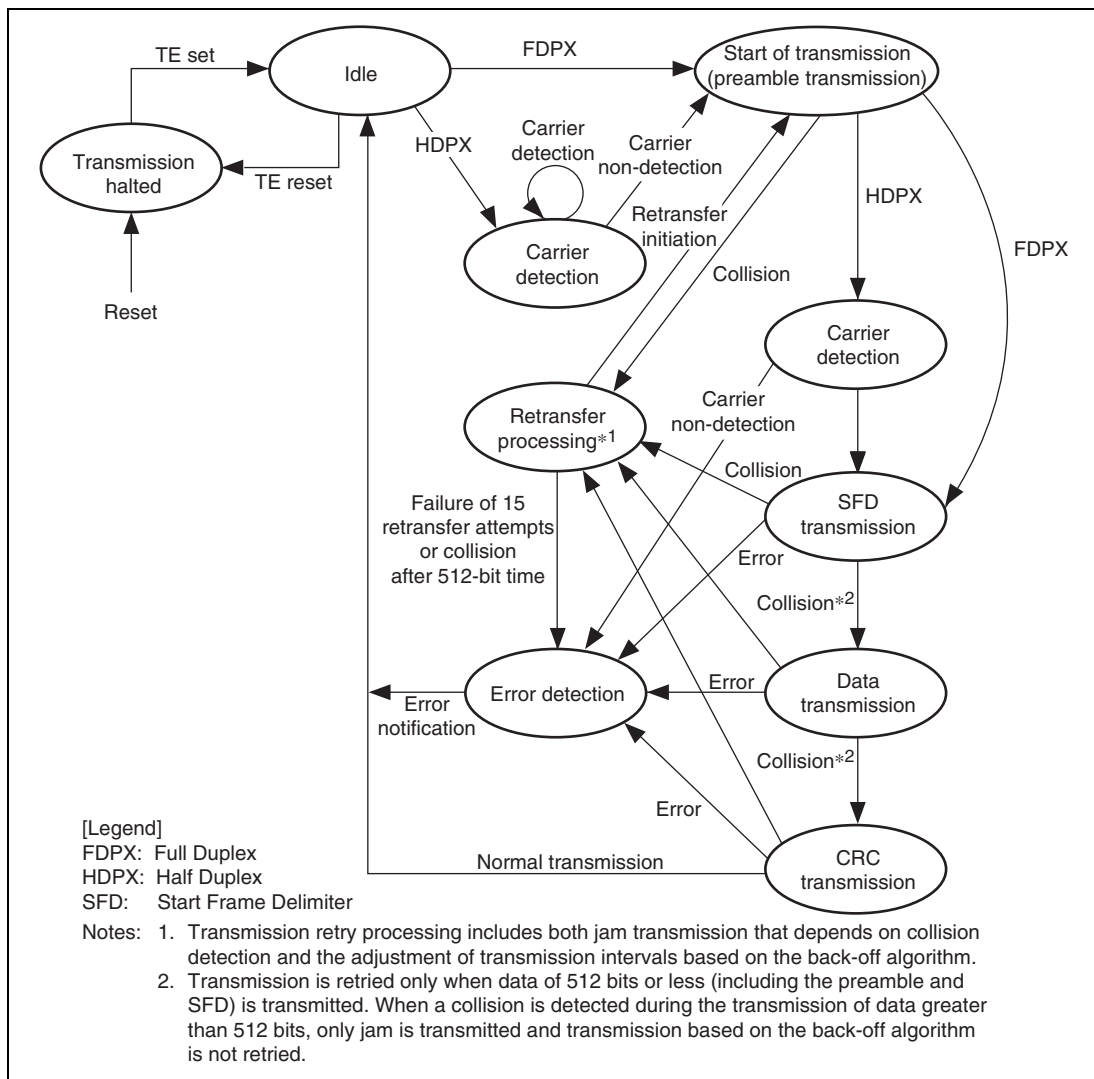 TE set
Idle
FDPX
Start of transmission
(preamble transmission)
Transmission
halted
TE reset
HDPX
Carrier
detection
Carrier
non-detection
Reset
Carrier
detection
Retransfer
initiation
Collision
HDPX
FDPX
Carrier
detection
Retransfer
processing*1
Carrier
non-detection
Collision
SFD
transmission
Failure of 15
retransfer attempts
or collision
after 512-bit time
Error
Collision*2
Error detection
Error
Data
transmission
Error
notification
Collision*2
Error
CRC
transmission
Normal transmission
[Legend]
FDPX: Full Duplex
HDPX: Half Duplex
SFD: Start Frame Delimiter
Notes: 1. Transmission retry processing includes both jam transmission that depends on collision
detection and the adjustment of transmission intervals based on the back-off algorithm.
2. Transmission is retried only when data of 512 bits or less (including the preamble and
SFD) is transmitted. When a collision is detected during the transmission of data greater
than 512 bits, only jam is transmitted and transmission based on the back-off algorithm
is not retried.